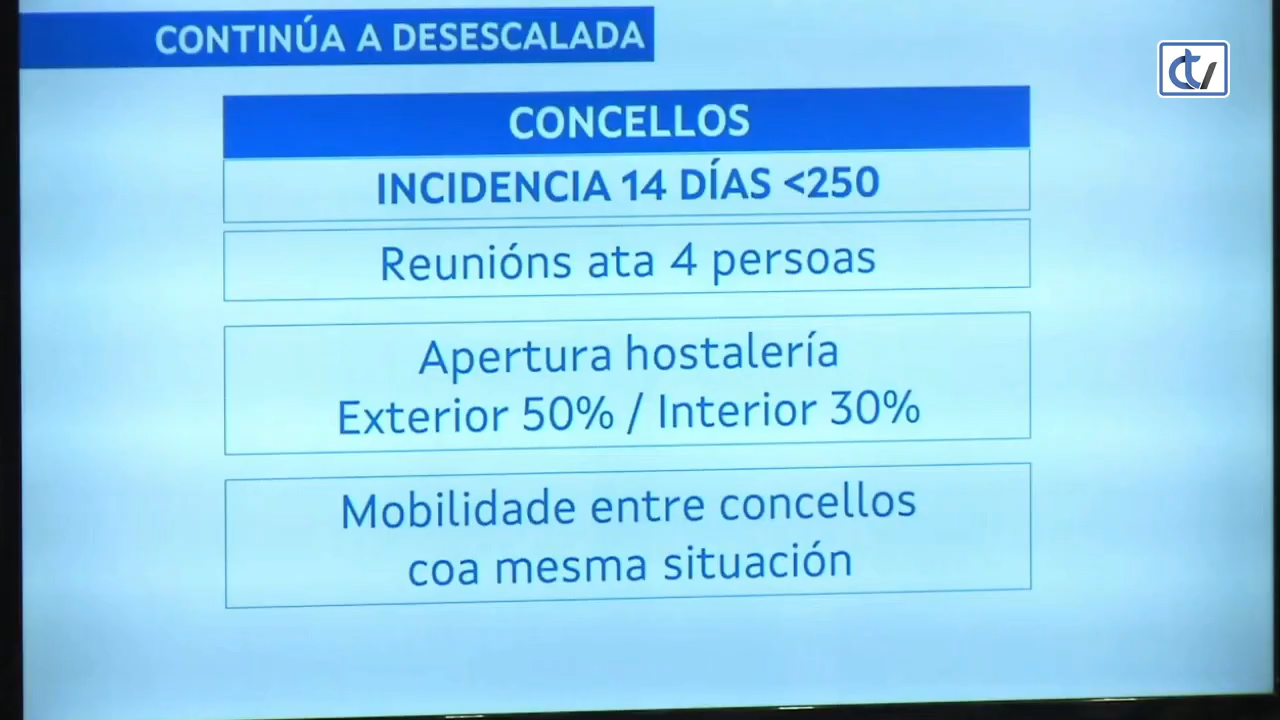 CONTINÚA A DESESCALADA
CONCELLOS
INCIDENCIA 14 DÍAS <250
Reunións ata 4 persoas
Apertura hostalería
Exterior 50% / Interior 30%
Mobilidade entre concellos
coa mesma situación